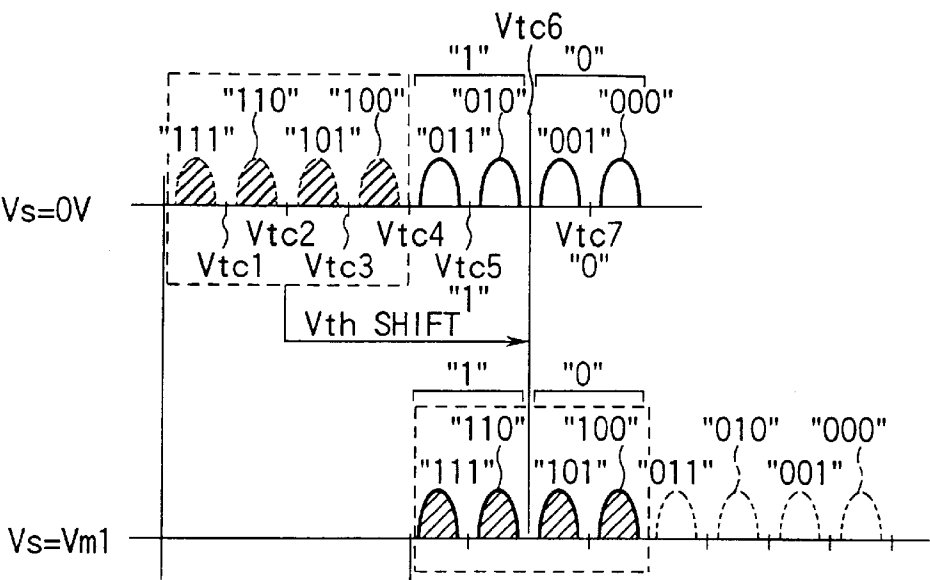 Vtc6
"1" "0"
"110" "100" "010" "000"
"111" "101" "011" "001"
Vs=0V
Vtc2 Vtc4 Vtc7
Vtc1 Vtc3 Vtc5 "0"
"1"
Vth SHIFT
"1" "0"
"110" "100" "010" "000"
"111" "101" "011" "001"
Vs=Vm1